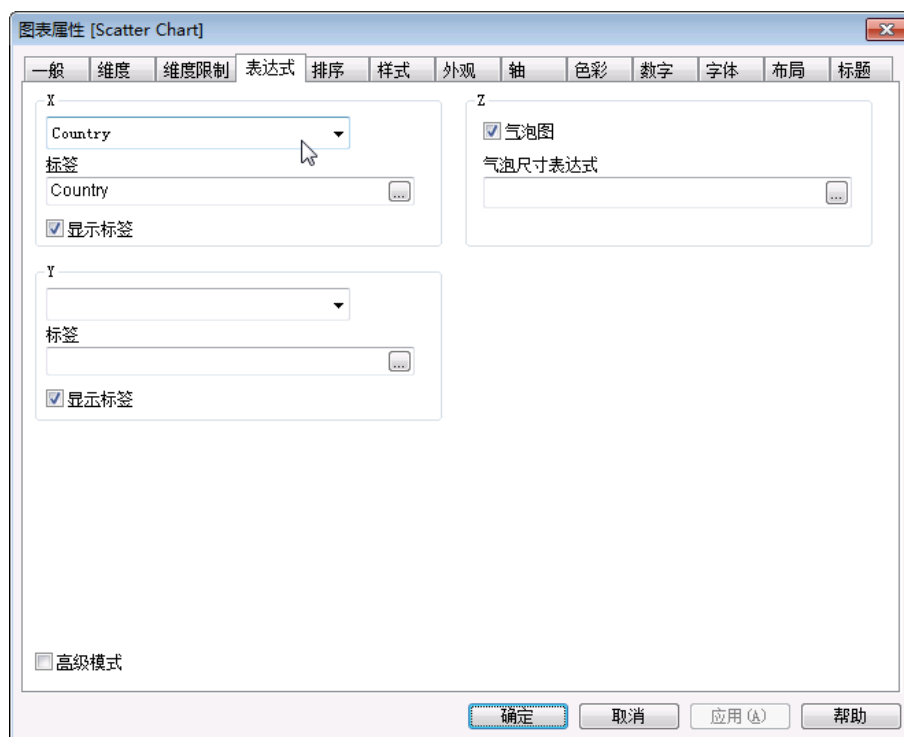 图表属性 [Scatter Chart]
一般 维度 维度限制 表达式 排序 样式 外观 轴 色彩 数字 字体 布局 标题
X
Country
标签
Country
...
显示标签
Z
气泡图
气泡尺寸表达式
...
Y
标签
...
显示标签
高级模式
确定 取消 应用(A) 帮助